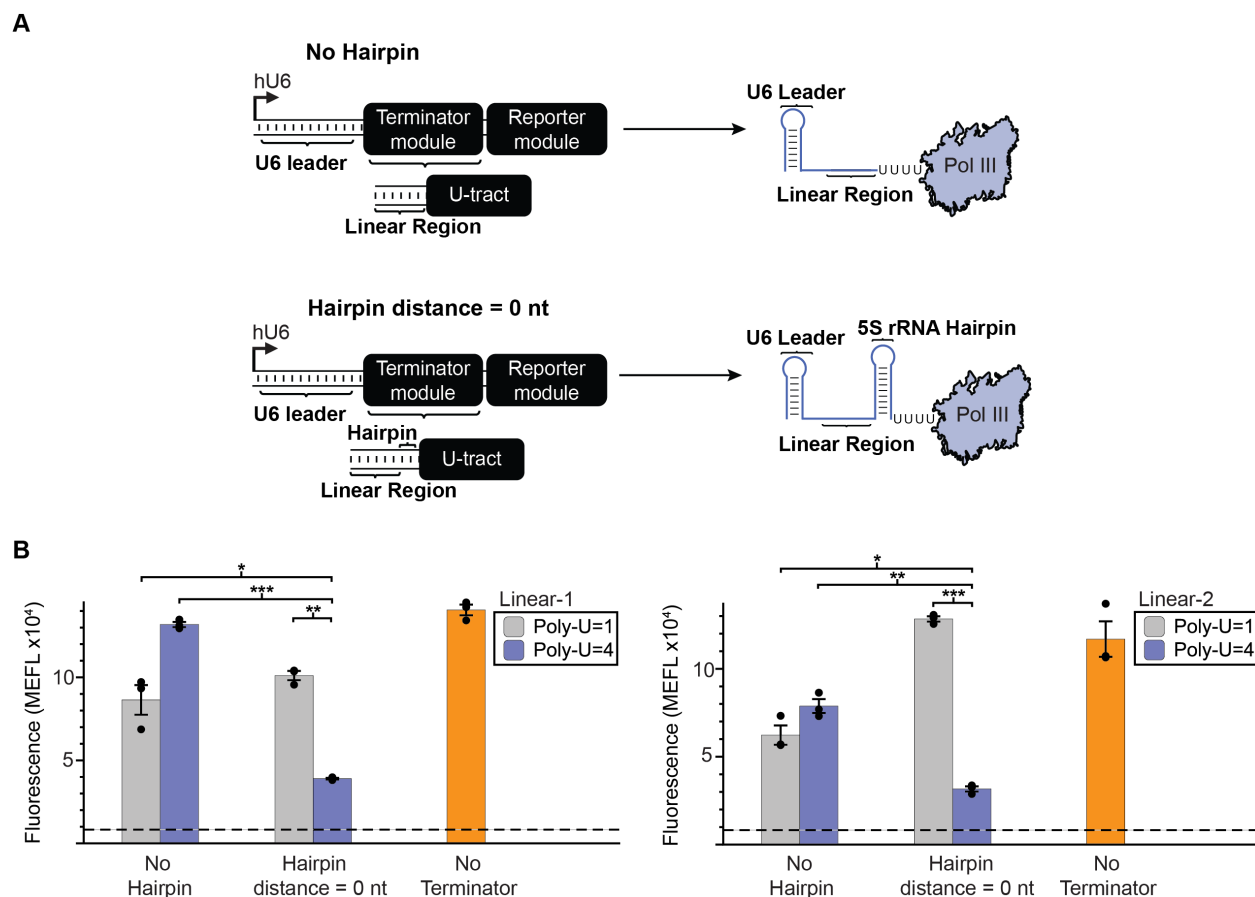 A
No Hairpin
hU6
Terminator
module
Reporter
module
U6 leader
U-tract
Linear Region
U6 Leader
UUUU
Pol III
Linear Region
Hairpin distance = 0 nt
hU6
Terminator
module
Reporter
module
U6 leader
Hairpin
U-tract
Linear Region
U6 Leader
5S rRNA Hairpin
UUUU
Pol III
Linear Region
B
Fluorescence (MEFL x10⁴)
10
5
*
***
**
Linear-1
Poly-U=1
Poly-U=4
No
Hairpin
Hairpin
distance = 0 nt
No
Terminator
Fluorescence (MEFL x10⁴)
10
5
*
**
***
Linear-2
Poly-U=1
Poly-U=4
No
Hairpin
Hairpin
distance = 0 nt
No
Terminator